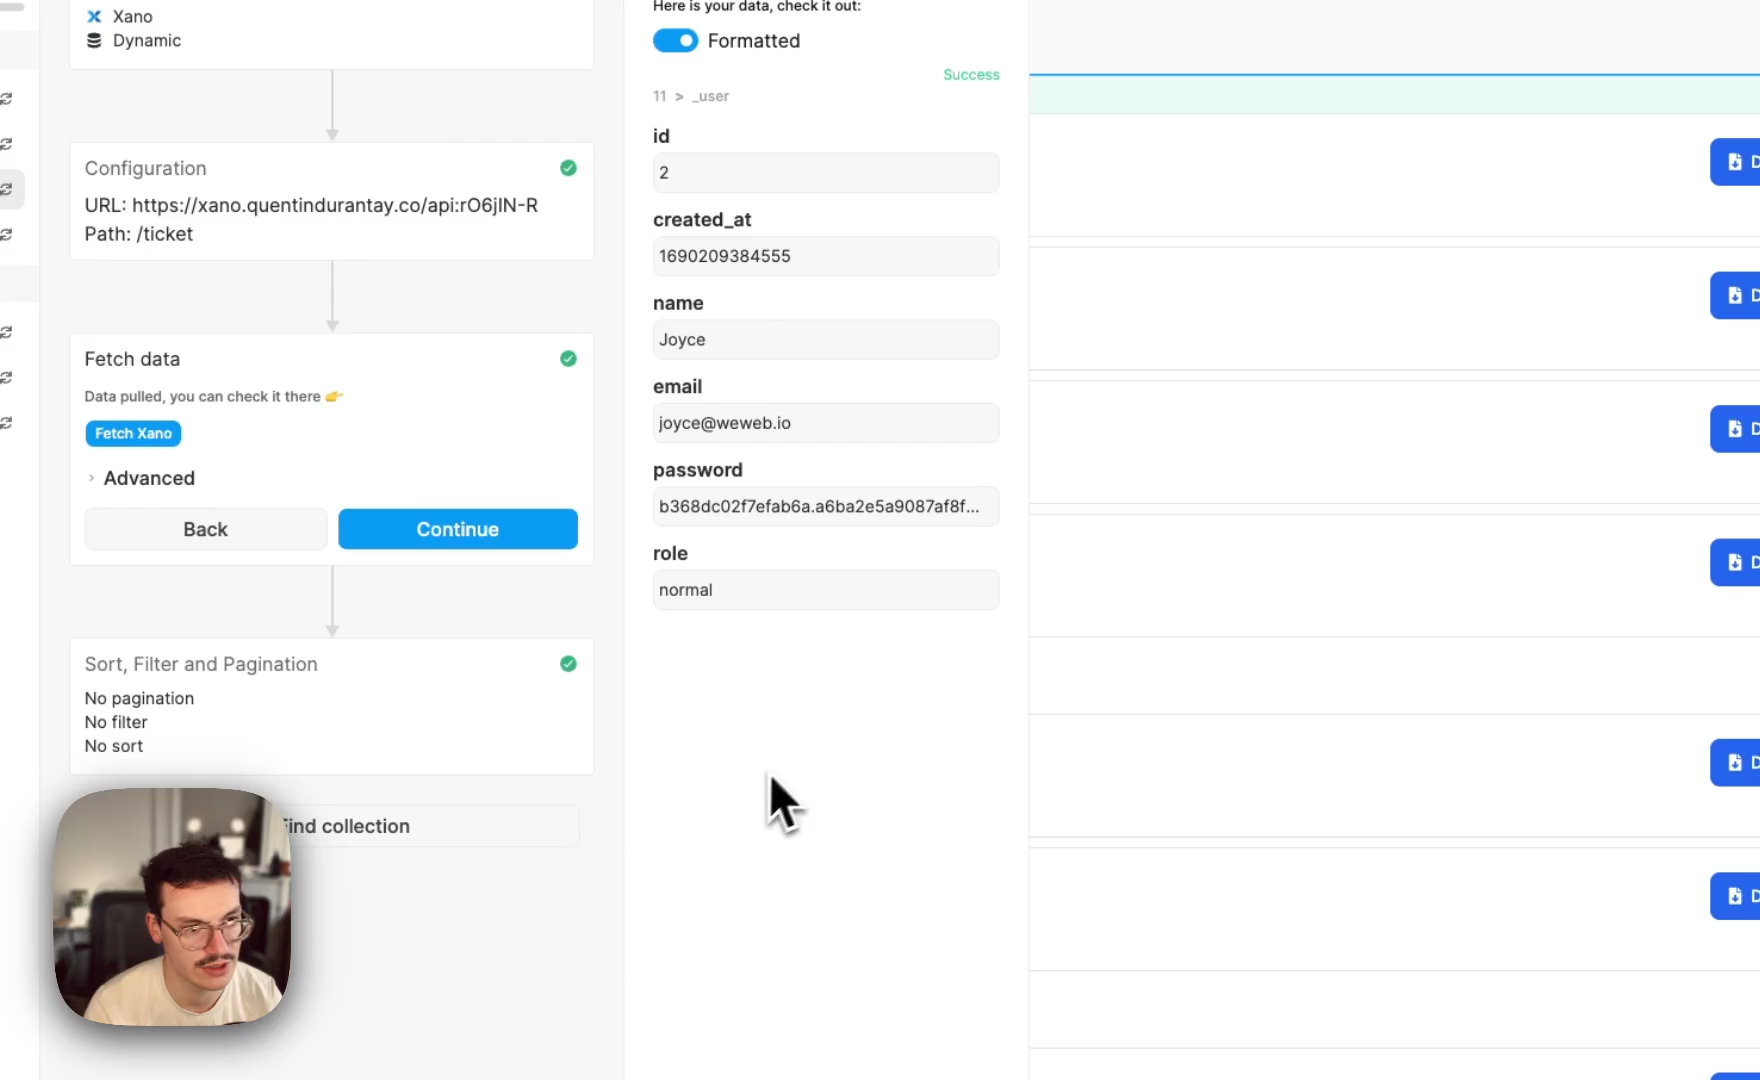 Xano
Dynamic
Configuration
URL: https://xano.quentindurantay.co/api:rO6jIN-R
Path: /ticket
Fetch data
Data pulled, you can check it there 👉
Fetch Xano
Advanced
Back
Continue
Sort, Filter and Pagination
No pagination
No filter
No sort
Find collection
Here is your data, check it out:
Formatted
Success
11 > _user
id
2
created_at
1690209384555
name
Joyce
email
joyce@weweb.io
password
b368dc02f7efab6a.a6ba2e5a9087af8f...
role
normal
D
D
D
D
D
D